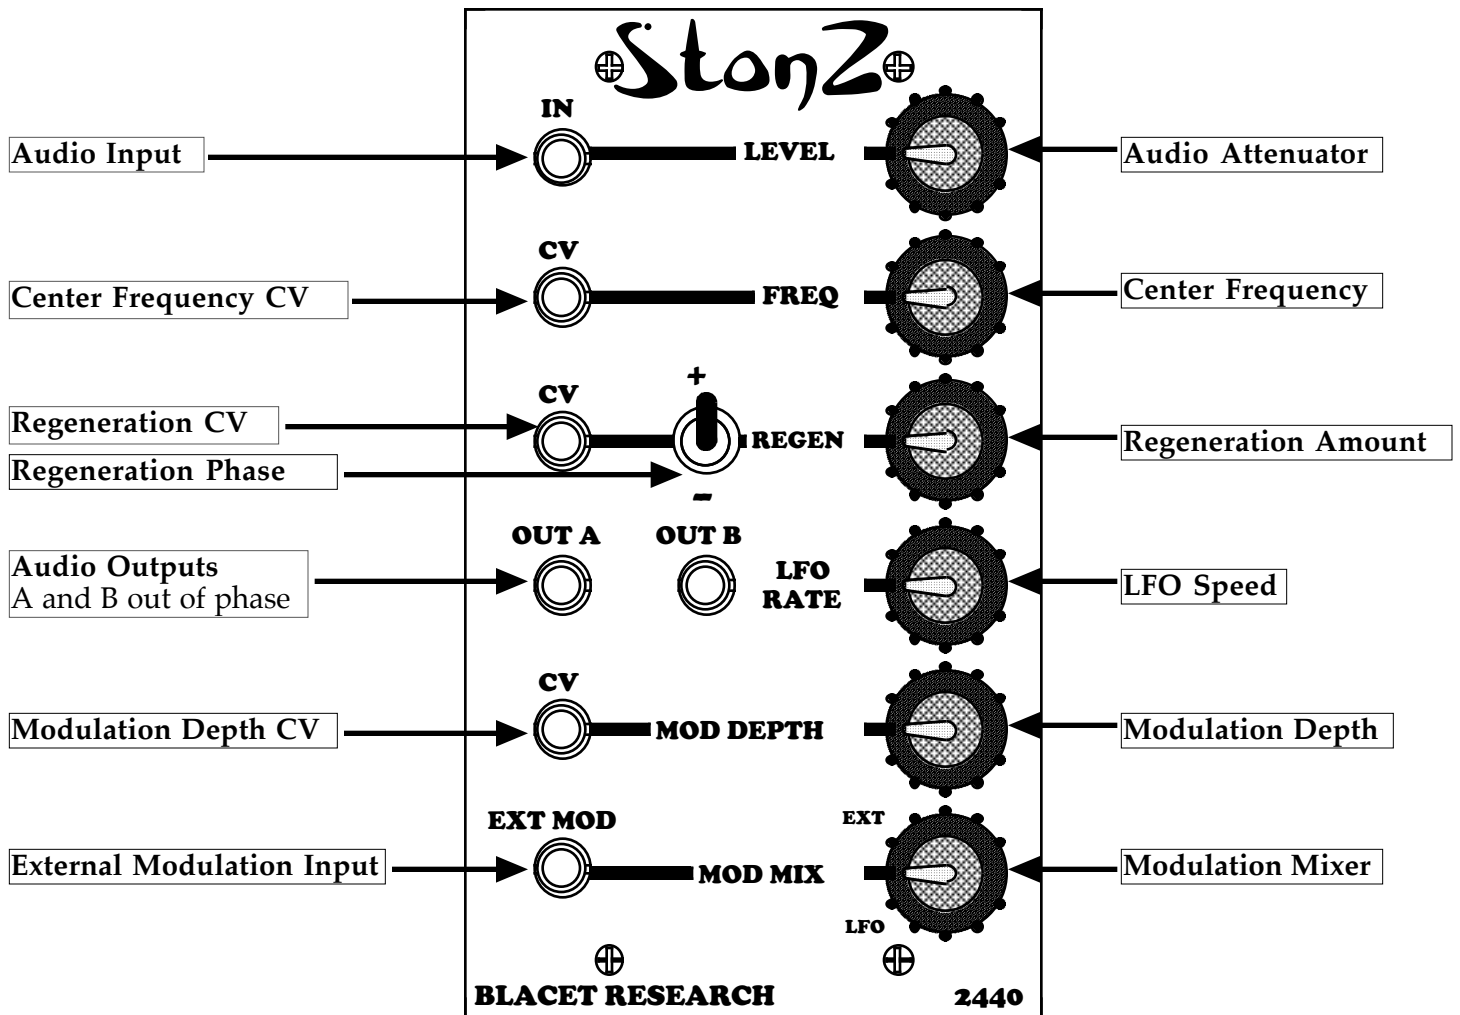 StonZ
IN
Audio Input
LEVEL
Audio Attenuator
CV
Center Frequency CV
FREQ
Center Frequency
+
CV
Regeneration CV
REGEN
Regeneration Amount
Regeneration Phase
–
OUT A
OUT B
Audio Outputs
A and B out of phase
LFO
RATE
LFO Speed
CV
Modulation Depth CV
MOD DEPTH
Modulation Depth
EXT MOD
EXT
External Modulation Input
MOD MIX
Modulation Mixer
LFO
BLACET RESEARCH
2440